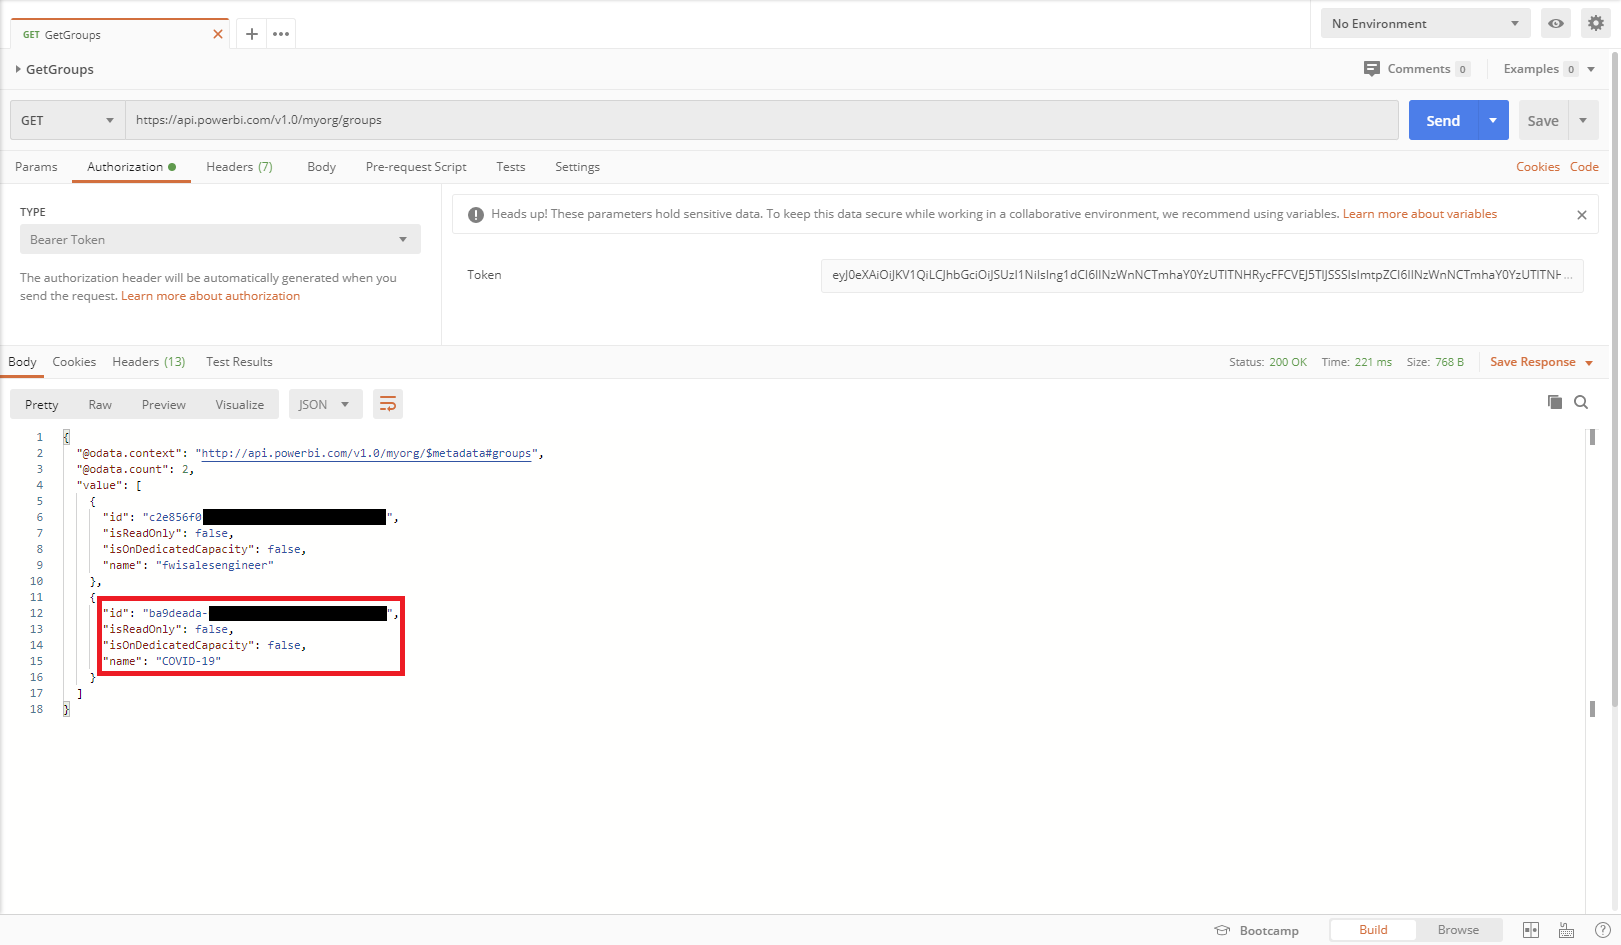 GET GetGroups
No Environment
GetGroups
Comments 0
Examples 0
GET
https://api.powerbi.com/v1.0/myorg/groups
Send
Save
Params
Authorization
Headers (7)
Body
Pre-request Script
Tests
Settings
Cookies
Code
TYPE
Bearer Token
The authorization header will be automatically generated when you
send the request. Learn more about authorization
Heads up! These parameters hold sensitive data. To keep this data secure while working in a collaborative environment, we recommend using variables. Learn more about variables
Token
Body
Cookies
Headers (13)
Test Results
Status: 200 OK
Time: 221 ms
Size: 768 B
Save Response
Pretty
Raw
Preview
Visualize
JSON
1 {
2 "@odata.context": "http://api.powerbi.com/v1.0/myorg/$metadata#groups",
3 "@odata.count": 2,
4 "value": [
5 {
6 "id": "c2e856f0 ",
7 "isReadOnly": false,
8 "isOnDedicatedCapacity": false,
9 "name": "fwisalesengineer"
10 },
11 {
12 "id": "ba9deada- ",
13 "isReadOnly": false,
14 "isOnDedicatedCapacity": false,
15 "name": "COVID-19"
16 }
17 ]
18 }
Bootcamp
Build
Browse